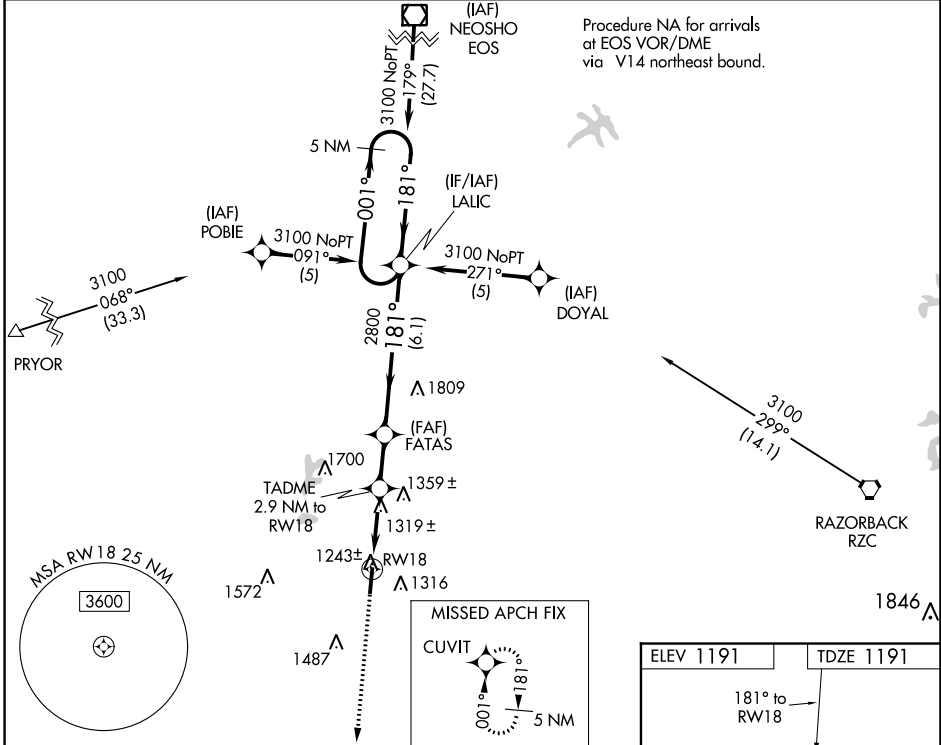 (IAF)
NEOSHO
EOS
Procedure NA for arrivals
at EOS VOR/DME
via V14 northeast bound.
3100 NoPT
179°
(27.7)
5 NM
001°
181°
(IF/IAF)
LALIC
(IAF)
POBIE
3100 NoPT
091°
(5)
3100 NoPT
271°
(5)
(IAF)
DOYAL
3100
068°
(33.3)
PRYOR
2800
181°
(6.1)
1809
(FAF)
FATAS
3100
299°
(14.1)
RAZORBACK
RZC
1700
TADME
2.9 NM to
RW18
1359 ±
1319 ±
1243±
RW18
1316
1572
1487
1846
MSA RW18 25 NM
3600
MISSED APCH FIX
CUVIT
181°
001°
5 NM
ELEV 1191
TDZE 1191
181° to
RW18